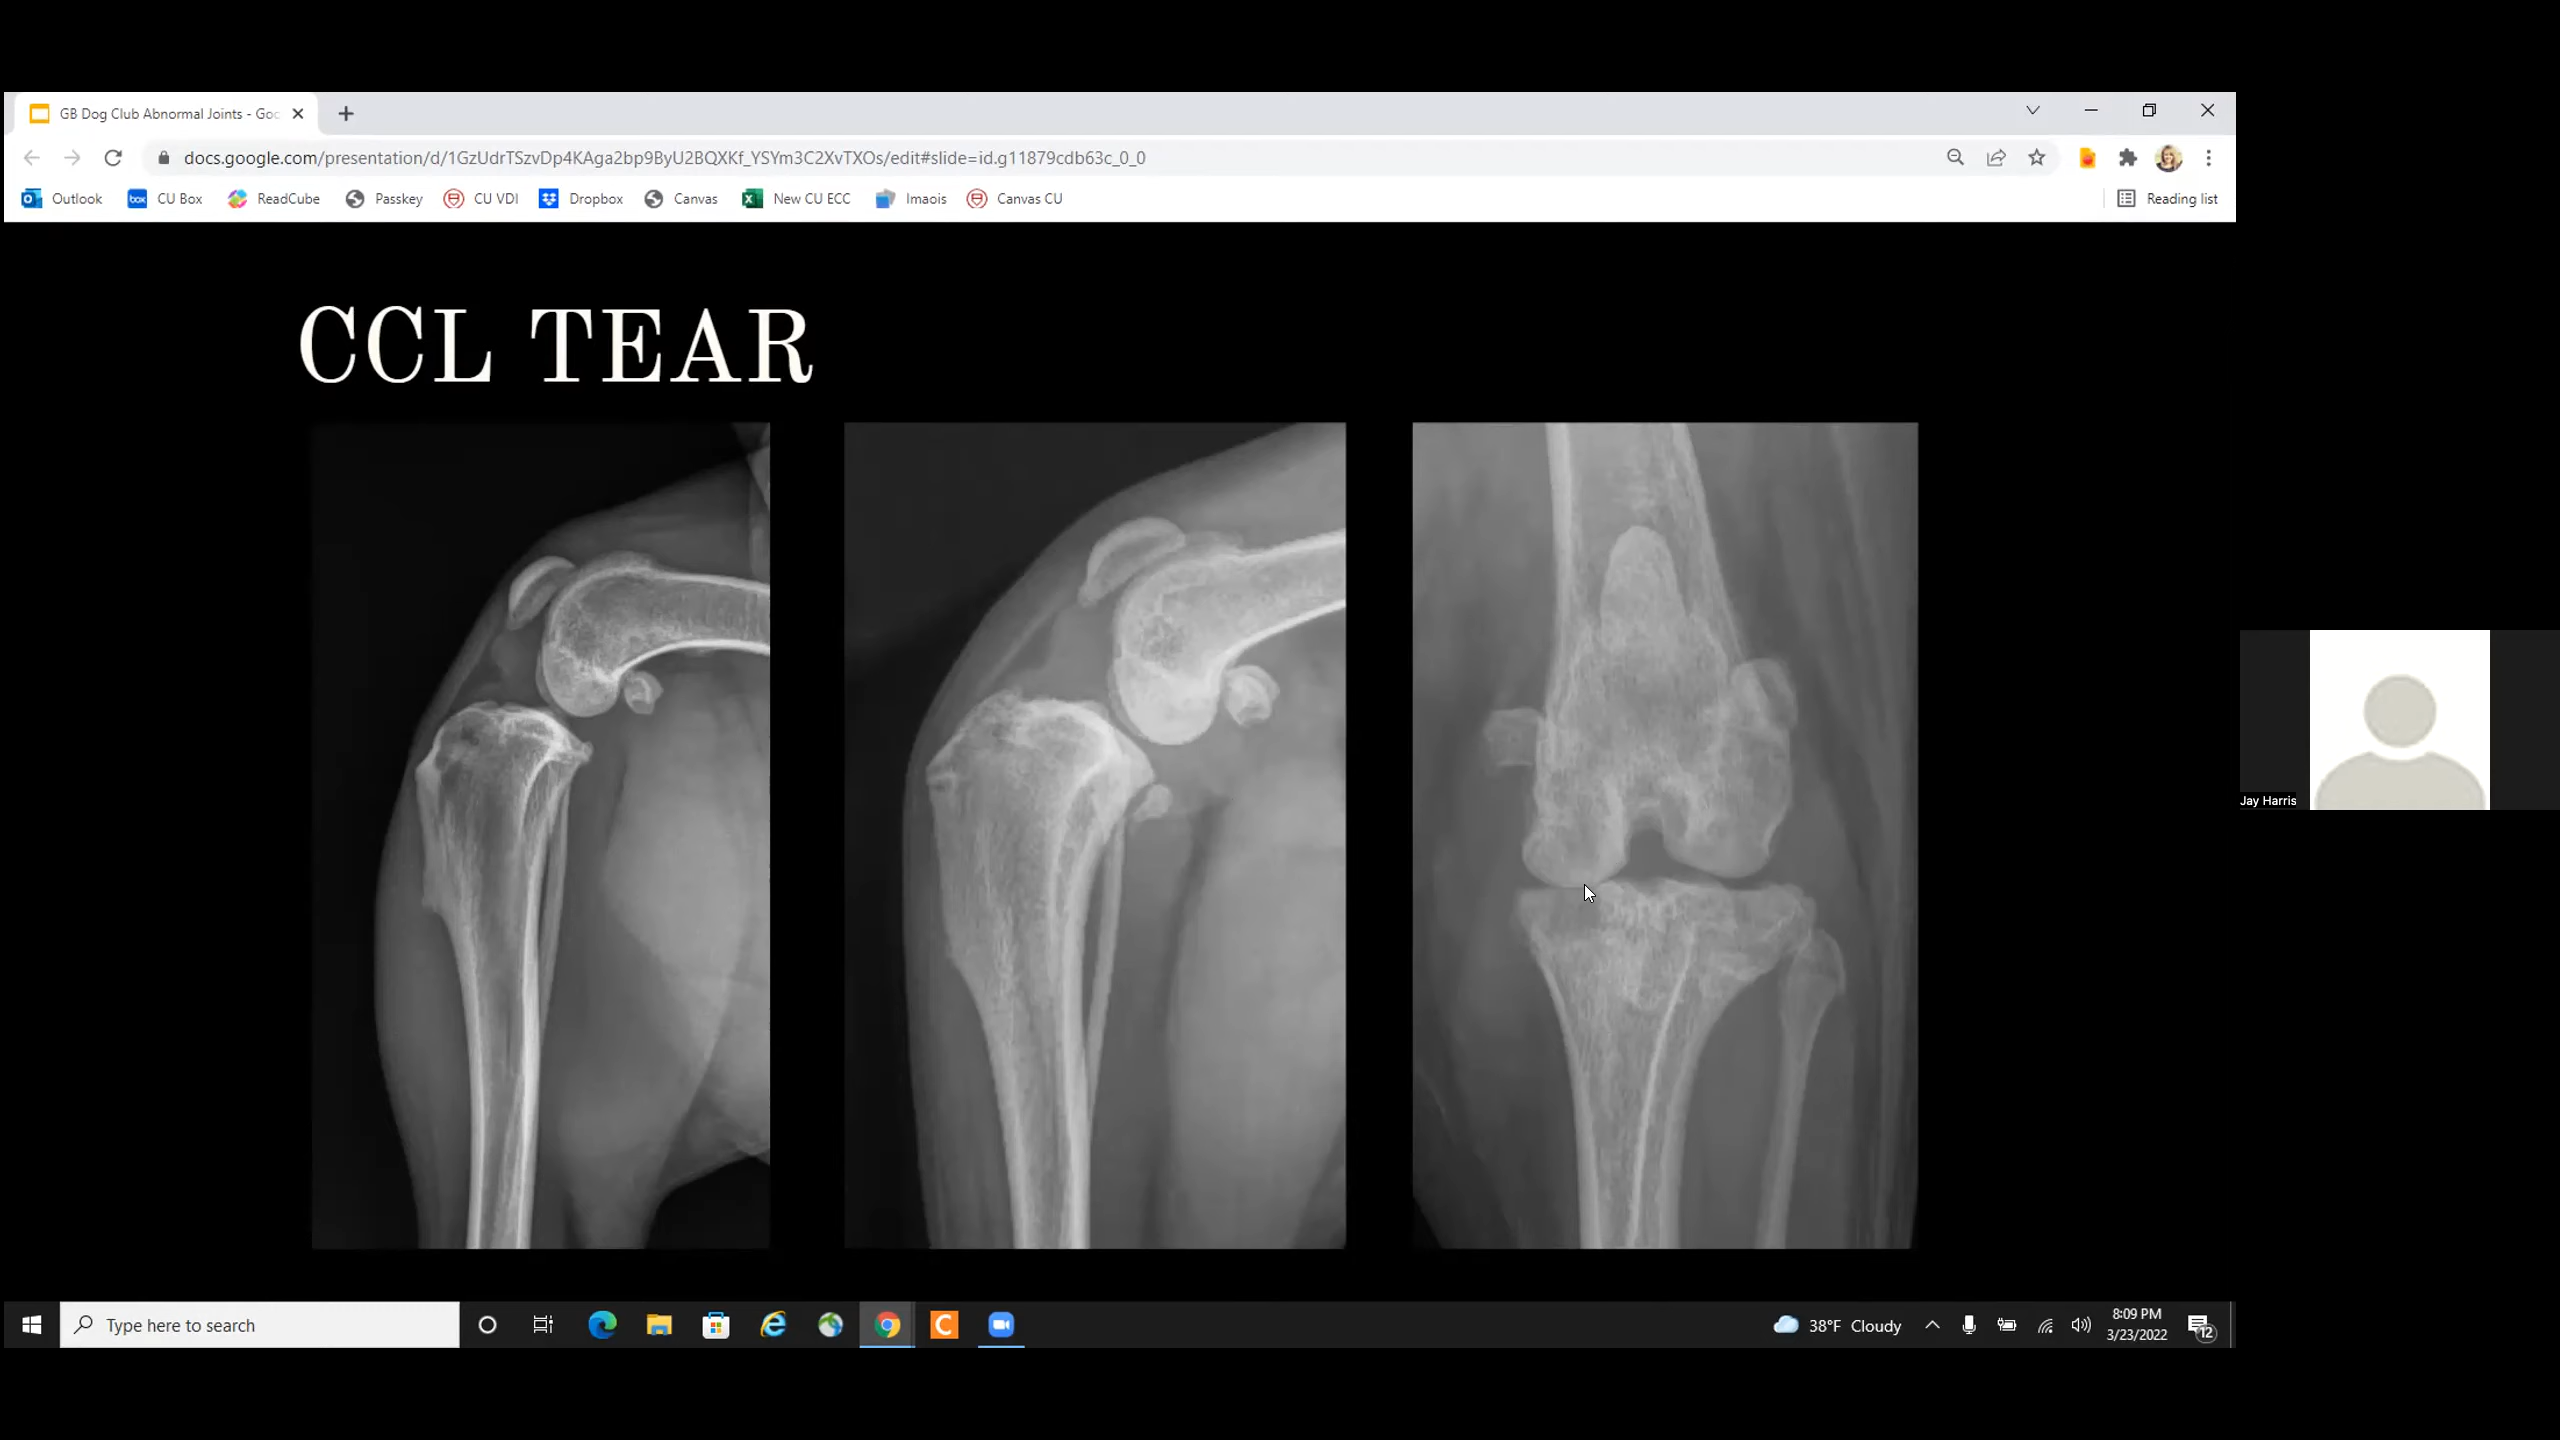 GB Dog Club Abnormal Joints - Goo
docs.google.com/presentation/d/1GzUdrTSzvDp4KAga2bp9ByU2BQXKf_YSYm3C2XvTXOs/edit#slide=id.g11879cdb63c_0_0
Outlook box CU Box ReadCube Passkey CU VDI Dropbox Canvas New CU ECC Imaois Canvas CU Reading list
CCL TEAR
Jay Harris
Type here to search
38°F Cloudy
8:09 PM
3/23/2022
12